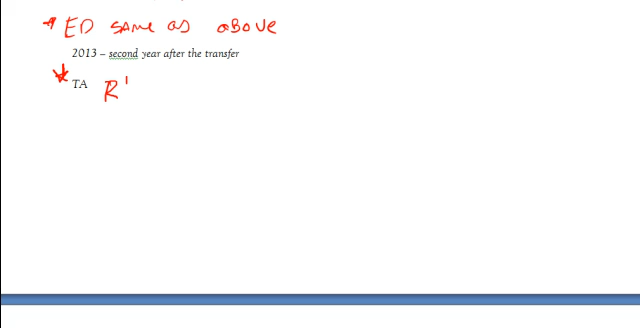 * ED SAME as above
2013 – second year after the transfer
* TA R'